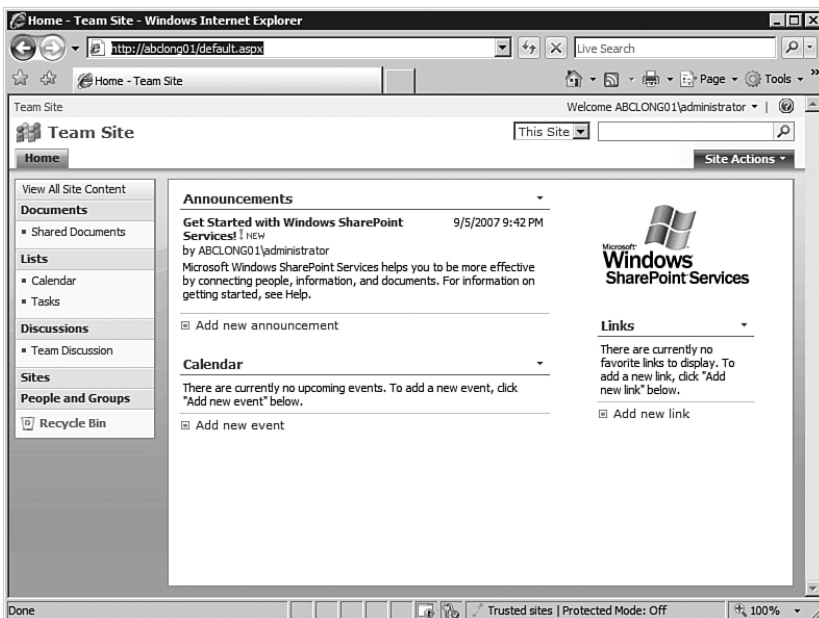 Home - Team Site - Windows Internet Explorer
http://abclong01/default.aspx
Live Search
Home - Team Site
Page
Tools
Team Site
Welcome ABCLONG01\administrator
Team Site
This Site
Home
Site Actions
View All Site Content
Documents
Shared Documents
Lists
Calendar
Tasks
Discussions
Team Discussion
Sites
People and Groups
Recycle Bin
Announcements
Get Started with Windows SharePoint
Services! ! NEW
9/5/2007 9:42 PM
by ABCLONG01\administrator
Microsoft Windows SharePoint Services helps you to be more effective
by connecting people, information, and documents. For information on
getting started, see Help.
Add new announcement
Calendar
There are currently no upcoming events. To add a new event, click
"Add new event" below.
Add new event
Microsoft
Windows
SharePoint Services
Links
There are currently no
favorite links to display. To
add a new link, click "Add
new link" below.
Add new link
Done
Trusted sites | Protected Mode: Off
100%